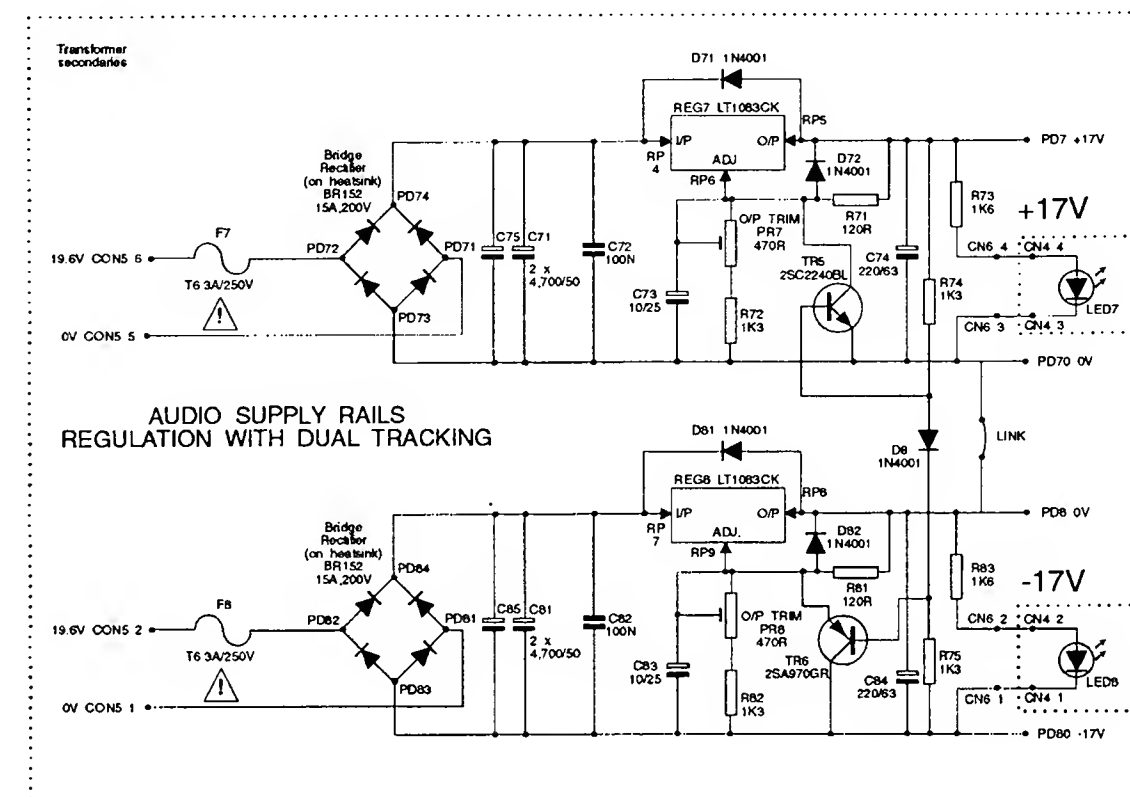 Transformer
secondaries
D71 1N4001
REG7 LT1083CK
RP5
I/P
O/P
ADJ
RP
4
RP6
PD7 +17V
D72
1N4001
Bridge
Rectifier
(on heatsink)
BR152
15A,200V
PD74
F7
PD72
PD71
C75
C71
2 x
4,700/50
C72
100N
O/P TRIM
PR7
470R
R71
120R
R73
1K6
+17V
19.6V CON5 6
T6 3A/250V
TR5
2SC2240BL
C74
220/63
CN6 4
CN4 4
R74
1K3
PD73
C73
10/25
R72
1K3
LED7
0V CON5 5
CN6 3
CN4 3
PD70 0V
AUDIO SUPPLY RAILS
REGULATION WITH DUAL TRACKING
D81 1N4001
D8
1N4001
LINK
REG8 LT1083CK
RP8
I/P
O/P
RP
7
ADJ.
RP9
PD8 0V
D82
1N4001
Bridge
Rectifier
(on heatsink)
BR152
15A,200V
PD84
F8
PD82
PD81
C85
C81
2 x
4,700/50
C82
100N
R81
120R
R83
1K6
-17V
O/P TRIM
PR8
470R
19.6V CON5 2
T6 3A/250V
CN6 2
CN4 2
TR6
2SA970GR
C84
220/63
R75
1K3
PD83
C83
10/25
R82
1K3
LED8
0V CON5 1
CN6 1
CN4 1
PD80 -17V